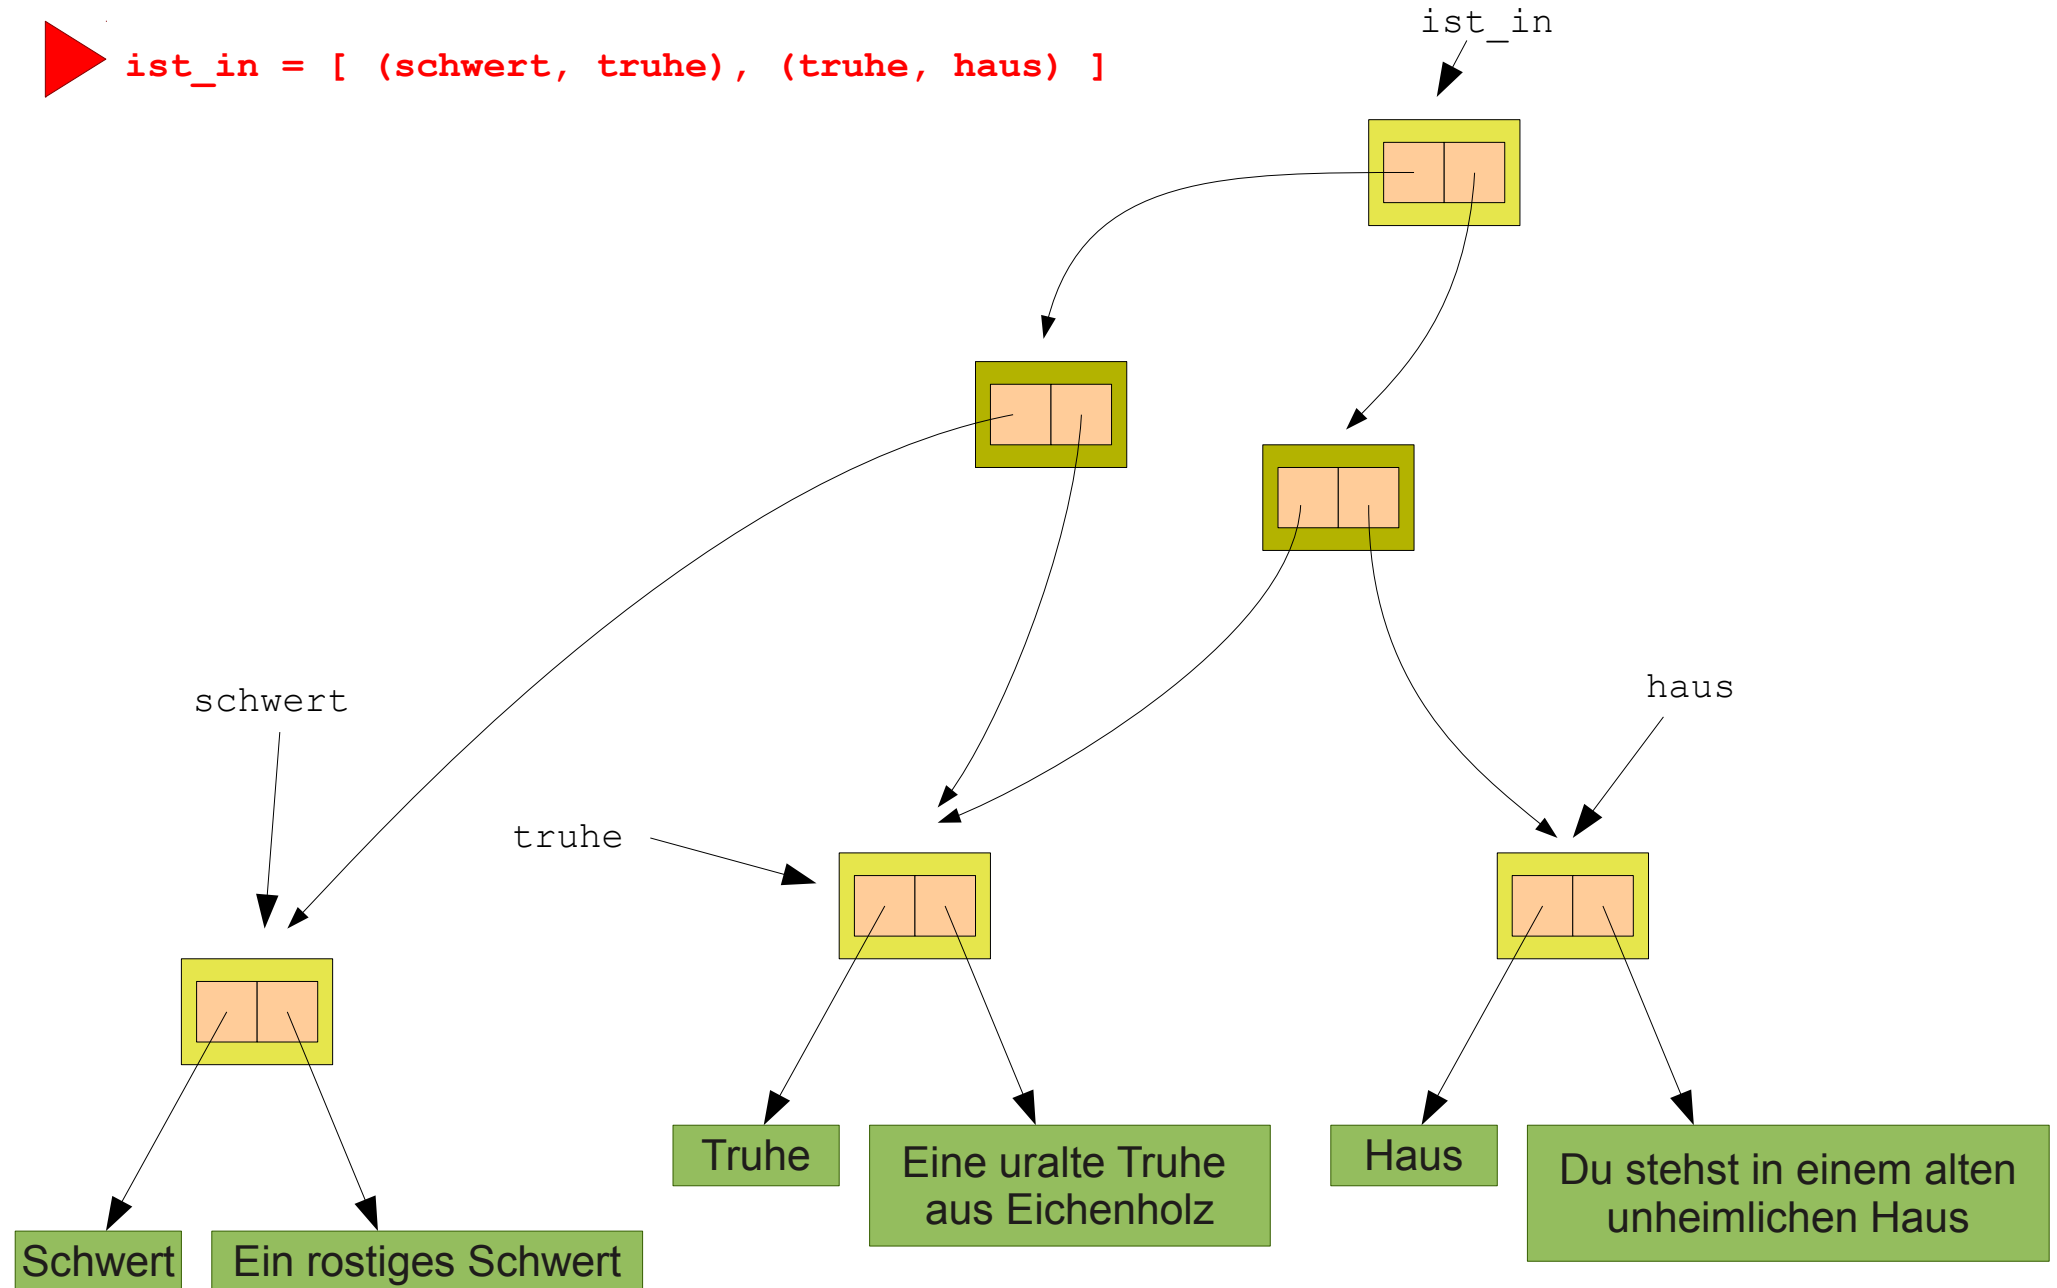 ist_in
ist_in = [ (schwert, truhe), (truhe, haus) ]
schwert
haus
truhe
Truhe
Eine uralte Truhe
aus Eichenholz
Haus
Du stehst in einem alten
unheimlichen Haus
Schwert
Ein rostiges Schwert